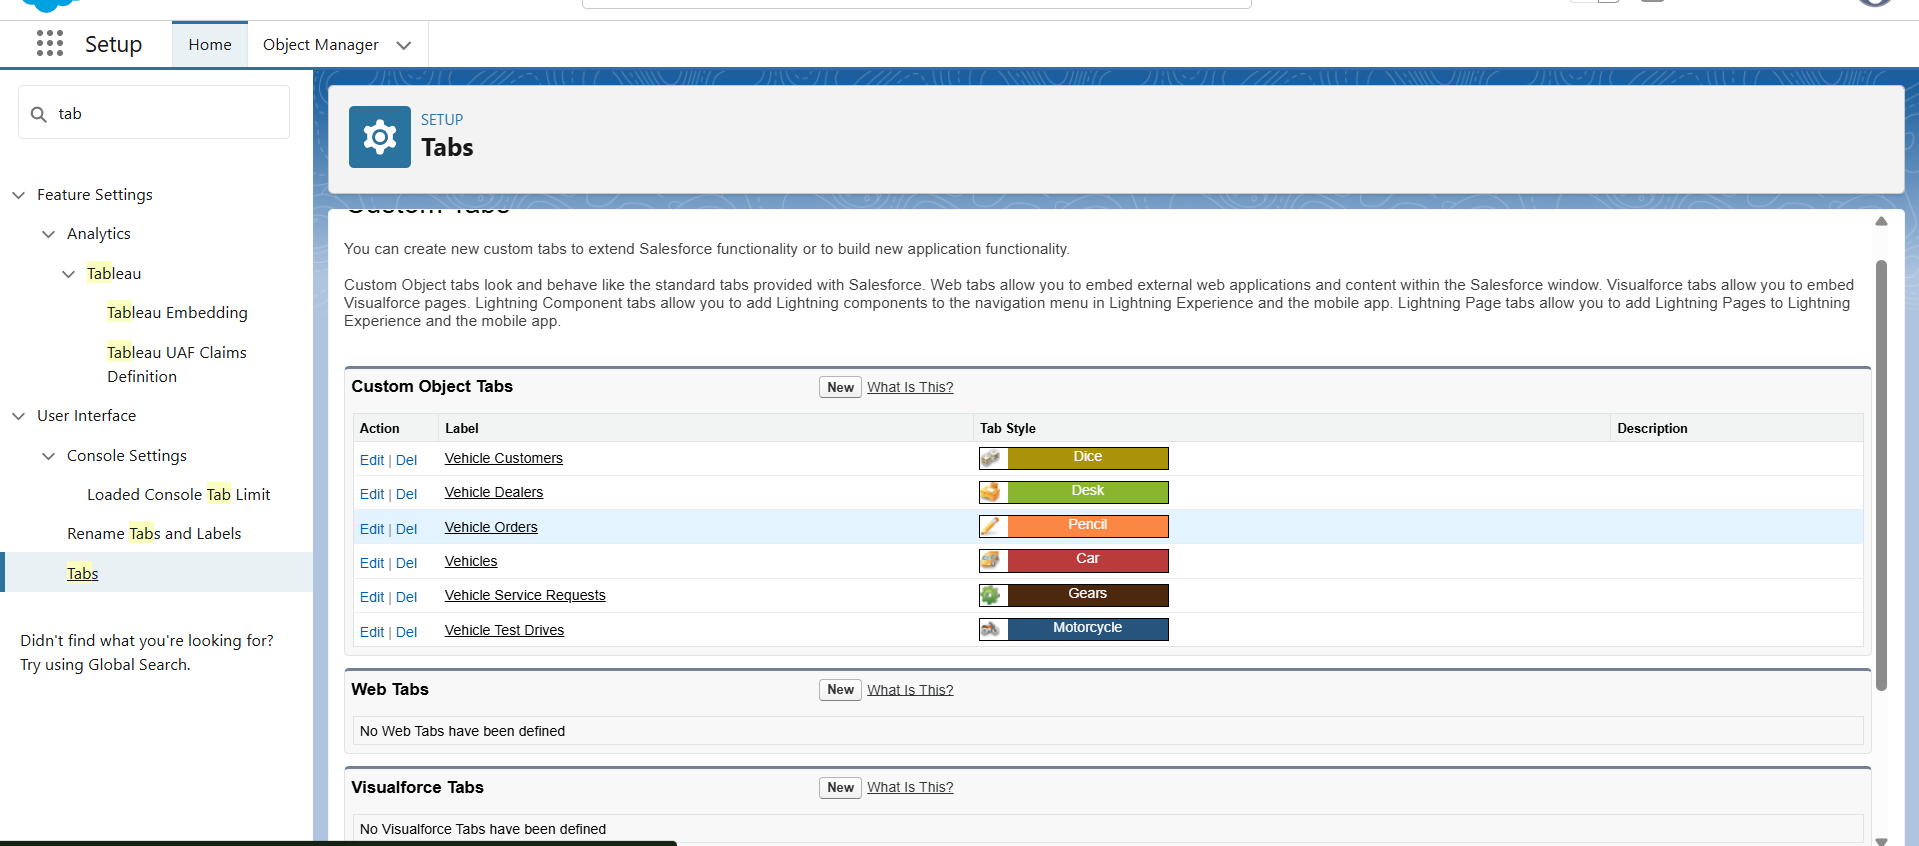 Setup
Home
Object Manager
tab
Feature Settings
Analytics
Tableau
Tableau Embedding
Tableau UAF Claims
Definition
User Interface
Console Settings
Loaded Console Tab Limit
Rename Tabs and Labels
Tabs
Didn't find what you're looking for?
Try using Global Search.
SETUP
Tabs
Custom Tabs
You can create new custom tabs to extend Salesforce functionality or to build new application functionality.
Custom Object tabs look and behave like the standard tabs provided with Salesforce. Web tabs allow you to embed external web applications and content within the Salesforce window. Visualforce tabs allow you to embed
Visualforce pages. Lightning Component tabs allow you to add Lightning components to the navigation menu in Lightning Experience and the mobile app. Lightning Page tabs allow you to add Lightning Pages to Lightning
Experience and the mobile app.
Custom Object Tabs New What Is This?
Action Label Tab Style Description
Edit | Del Vehicle Customers Dice
Edit | Del Vehicle Dealers Desk
Edit | Del Vehicle Orders Pencil
Edit | Del Vehicles Car
Edit | Del Vehicle Service Requests Gears
Edit | Del Vehicle Test Drives Motorcycle
Web Tabs New What Is This?
No Web Tabs have been defined
Visualforce Tabs New What Is This?
No Visualforce Tabs have been defined